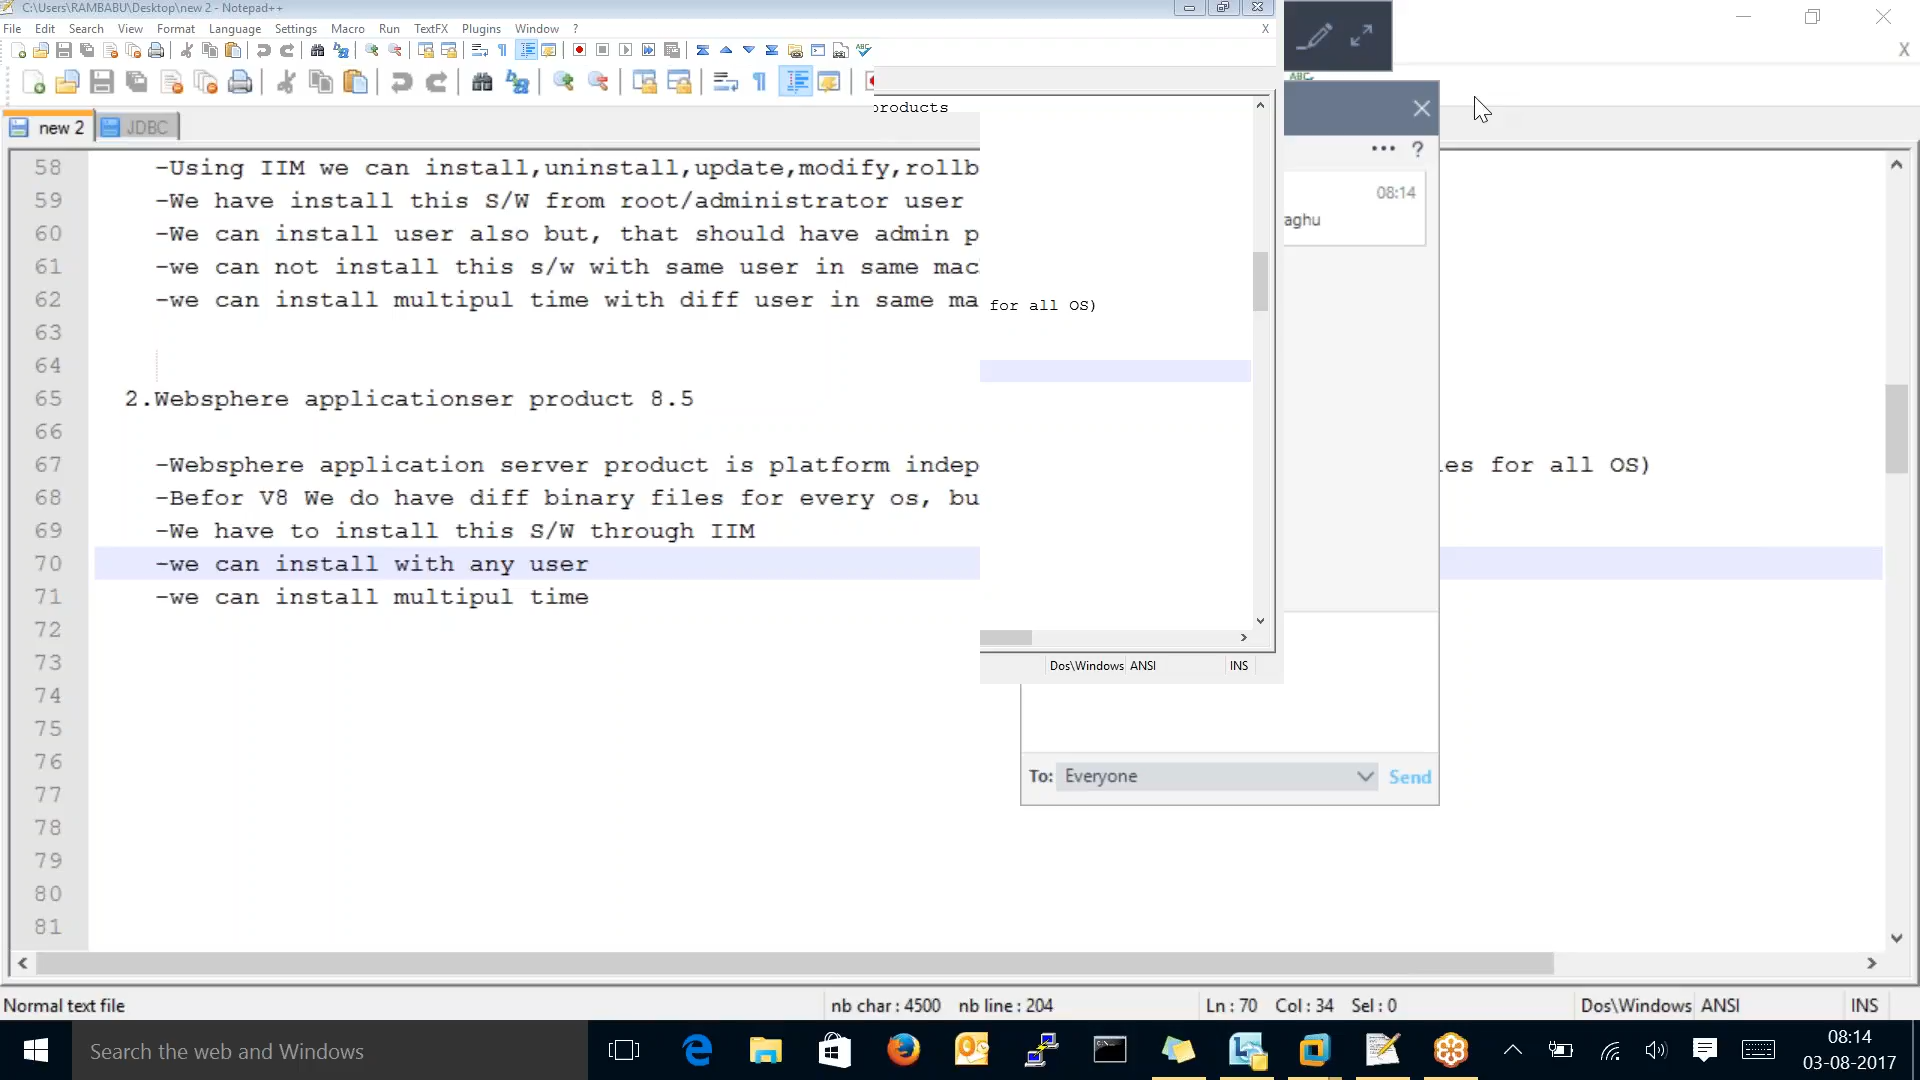 C:\Users\RAMBABU\Desktop\new 2 - Notepad++
File Edit Search View Format Language Settings Macro Run TextFX Plugins Window ? X
X
ABC
new 2 JDBC
products
58 -Using IIM we can install,uninstall,update,modify,rollb
59 -We have install this S/W from root/administrator user
60 -We can install user also but, that should have admin p
61 -we can not install this s/w with same user in same mac
62 -we can install multipul time with diff user in same ma
for all OS)
63
64
65 2.Websphere applicationser product 8.5
66
67 -Websphere application server product is platform indep
es for all OS)
68 -Befor V8 We do have diff binary files for every os, bu
69 -We have to install this S/W through IIM
70 -we can install with any user
71 -we can install multipul time
72
73
74
75
76
77
78
79
80
81
Dos\Windows ANSI INS
... ?
08:14
aghu
To: Everyone Send
Normal text file nb char : 4500 nb line : 204 Ln : 70 Col : 34 Sel : 0 Dos\Windows ANSI INS
Search the web and Windows
08:14
03-08-2017